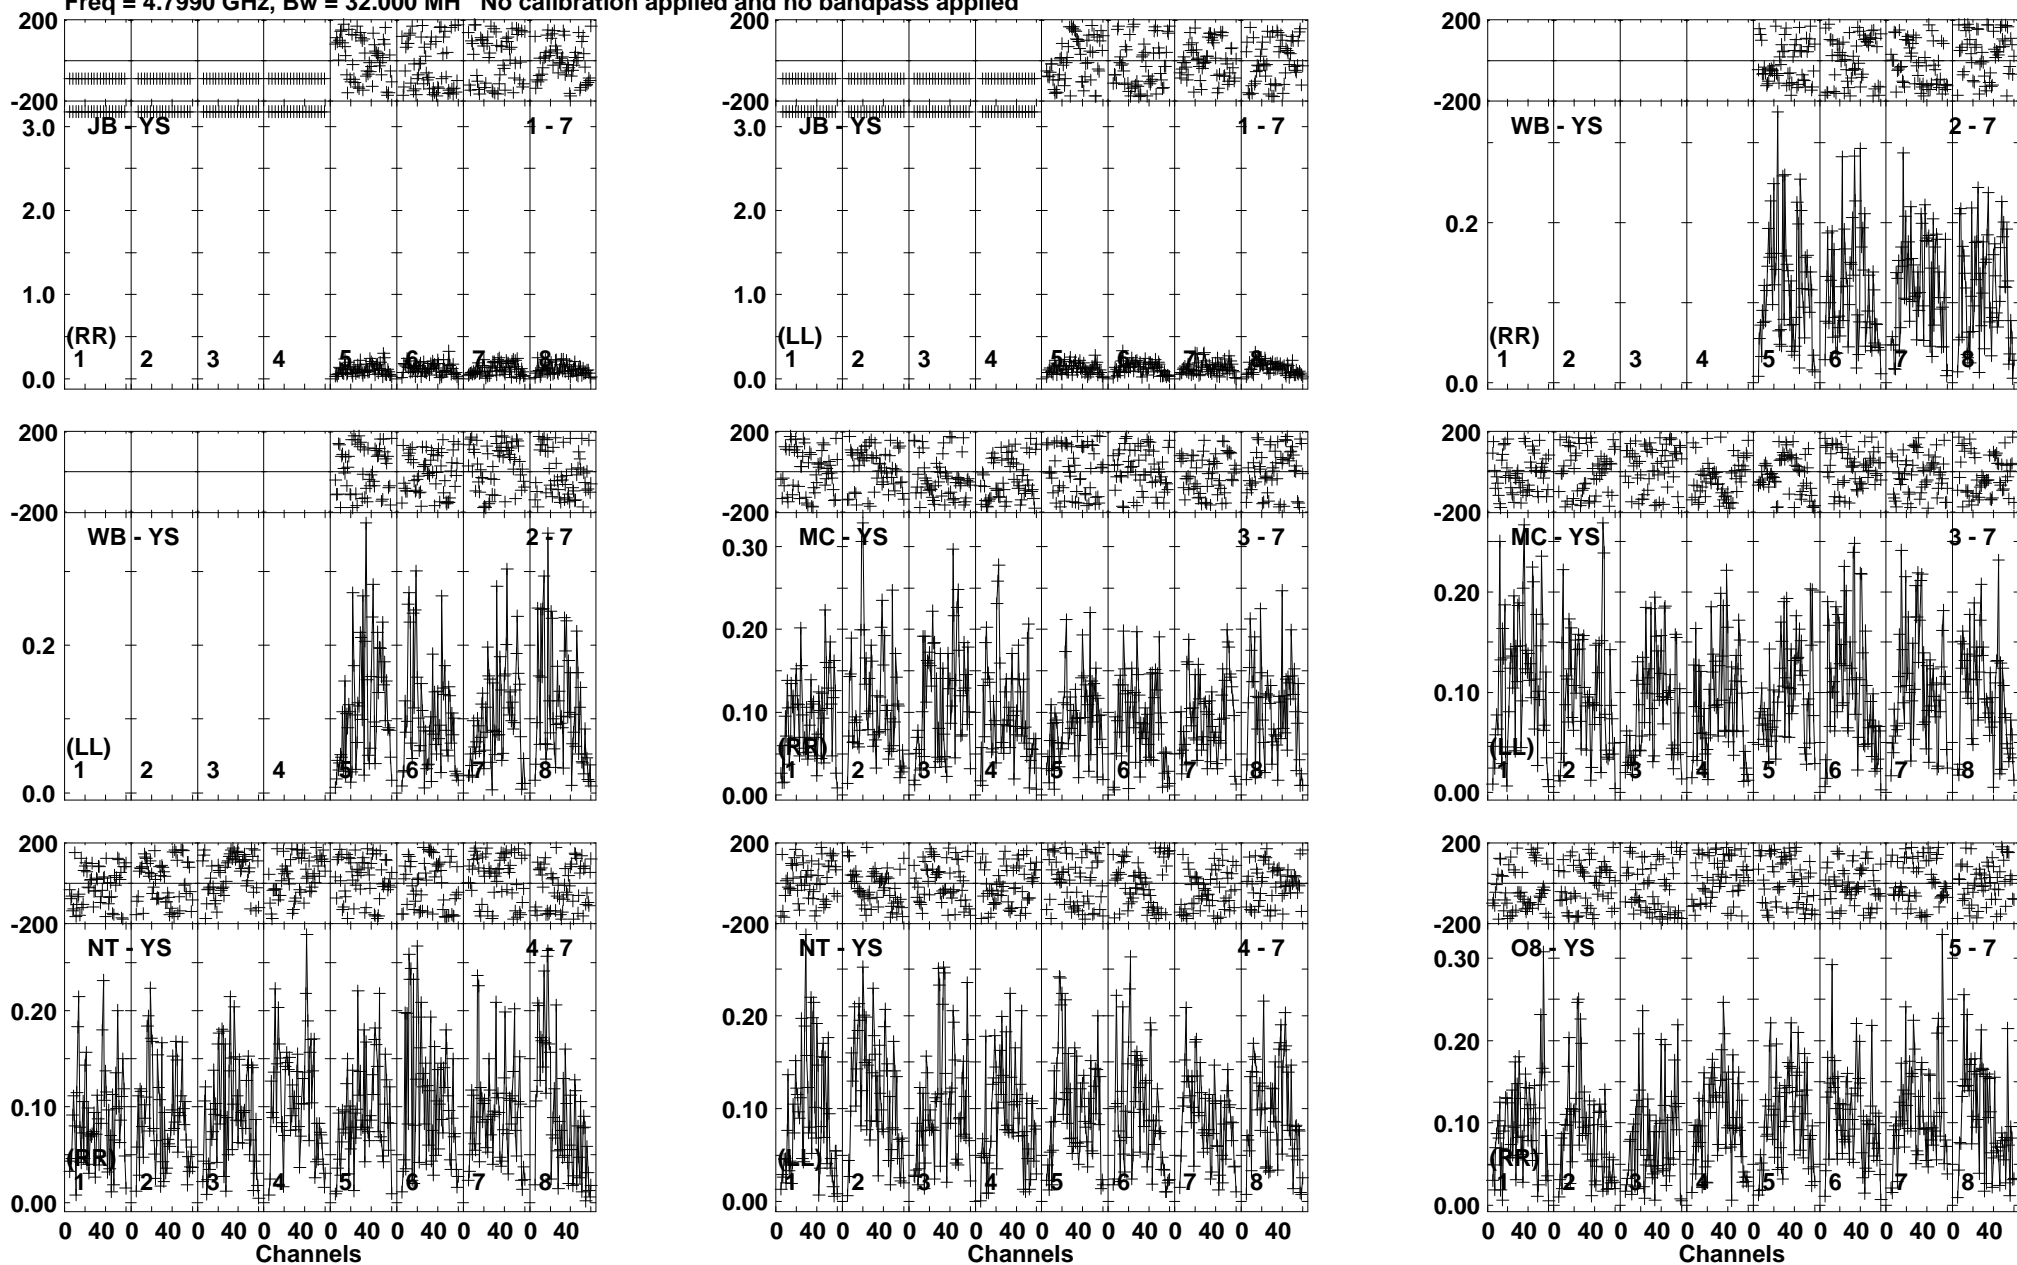 Freq = 4.7990 GHz, Bw = 32.000 MH No calibration applied and no bandpass applied
200 200 200
-200 -200 -200
JB - YS 1 - 7 JB - YS 1 - 7 WB - YS 2 - 7
3.0 3.0
2.0 2.0 0.2
1.0 1.0
(RR) (LL) (RR)
1 2 3 4 5 6 7 8 1 2 3 4 5 6 7 8 1 2 3 4 5 6 7 8
0.0 0.0 0.0
200 200 200
-200 -200 -200
WB - YS 2 - 7 MC - YS 3 - 7 MC - YS 3 - 7
0.30
0.2 0.20 0.20
0.10 0.10
(LL) (RR) (LL)
1 2 3 4 5 6 7 8 1 2 3 4 5 6 7 8 1 2 3 4 5 6 7 8
0.0 0.00 0.00
200 200 200
-200 -200 -200
NT - YS 4 - 7 NT - YS 4 - 7 O8 - YS 5 - 7
0.30
0.20 0.20 0.20
0.10 0.10 0.10
(RR) (LL) (RR)
1 2 3 4 5 6 7 8 1 2 3 4 5 6 7 8 1 2 3 4 5 6 7 8
0.00 0.00 0.00
0 40 0 40 0 40 0 40 0 40 0 40 0 40 0 40 0 40 0 40 0 40 0 40 0 40 0 40 0 40 0 40 0 40 0 40 0 40 0 40 0 40 0 40 0 40 0 40
Channels Channels Channels